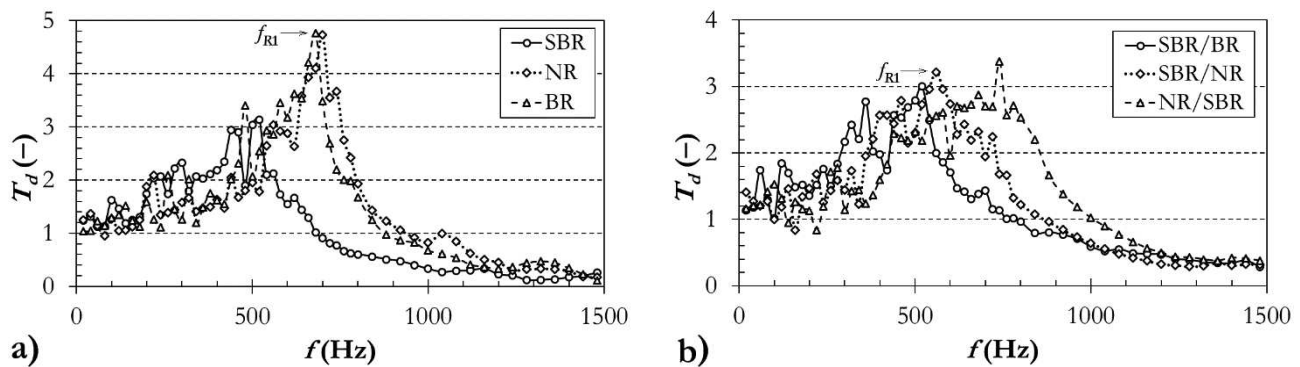 5
4
3
2
1
0
T_d (–)
f_R1
SBR
NR
BR
0
500
1000
1500
f (Hz)
a)
4
3
2
1
0
T_d (–)
f_R1
SBR/BR
SBR/NR
NR/SBR
0
500
1000
1500
f (Hz)
b)